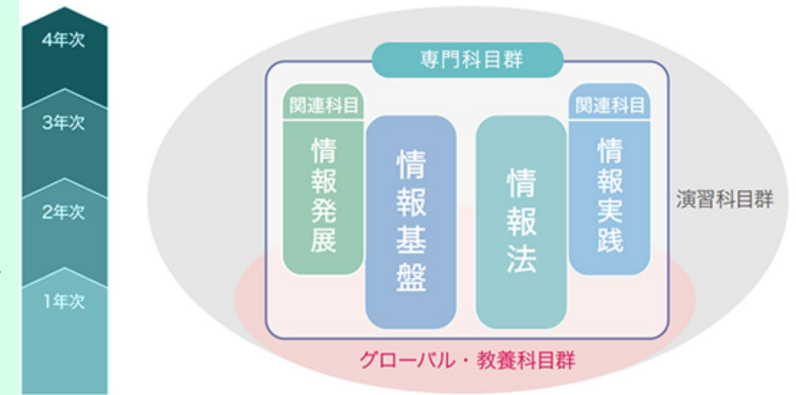 4年次
3年次
2年次
1年次
専門科目群
関連科目
情報発展
情報基盤
情報法
関連科目
情報実践
演習科目群
グローバル・教養科目群